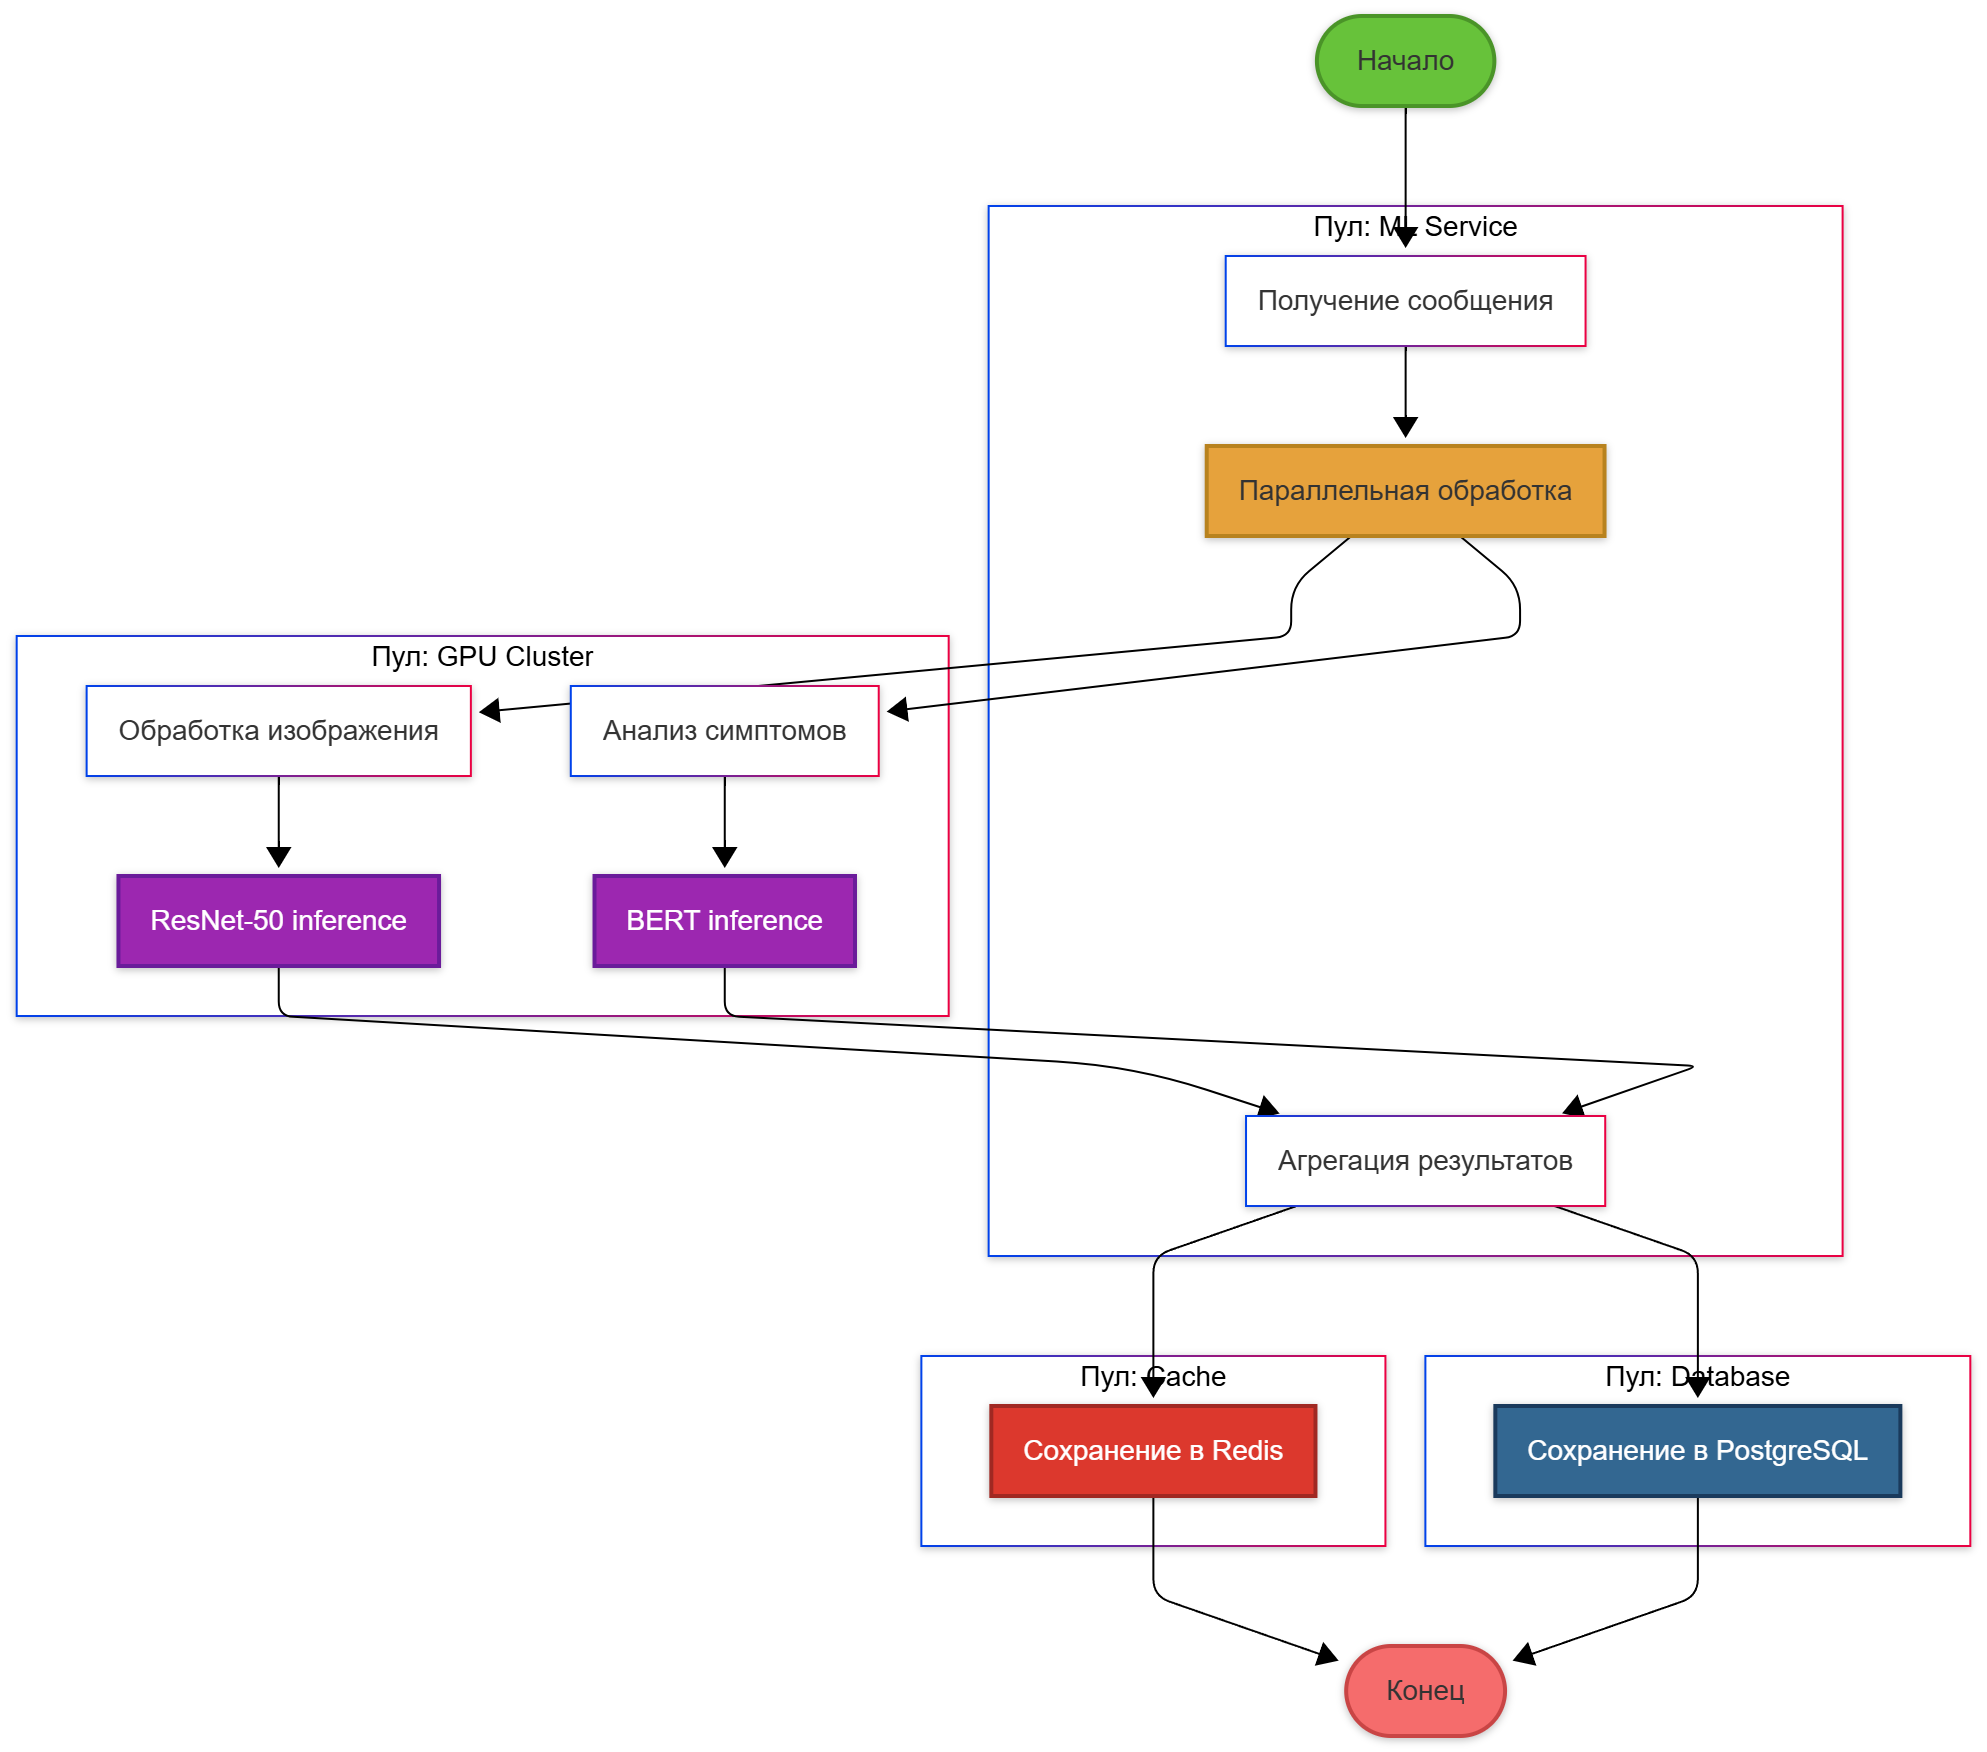 Начало
Пул: ML Service
Получение сообщения
Параллельная обработка
Пул: GPU Cluster
Обработка изображения
Анализ симптомов
ResNet-50 inference
BERT inference
Агрегация результатов
Пул: Cache
Пул: Database
Сохранение в Redis
Сохранение в PostgreSQL
Конец